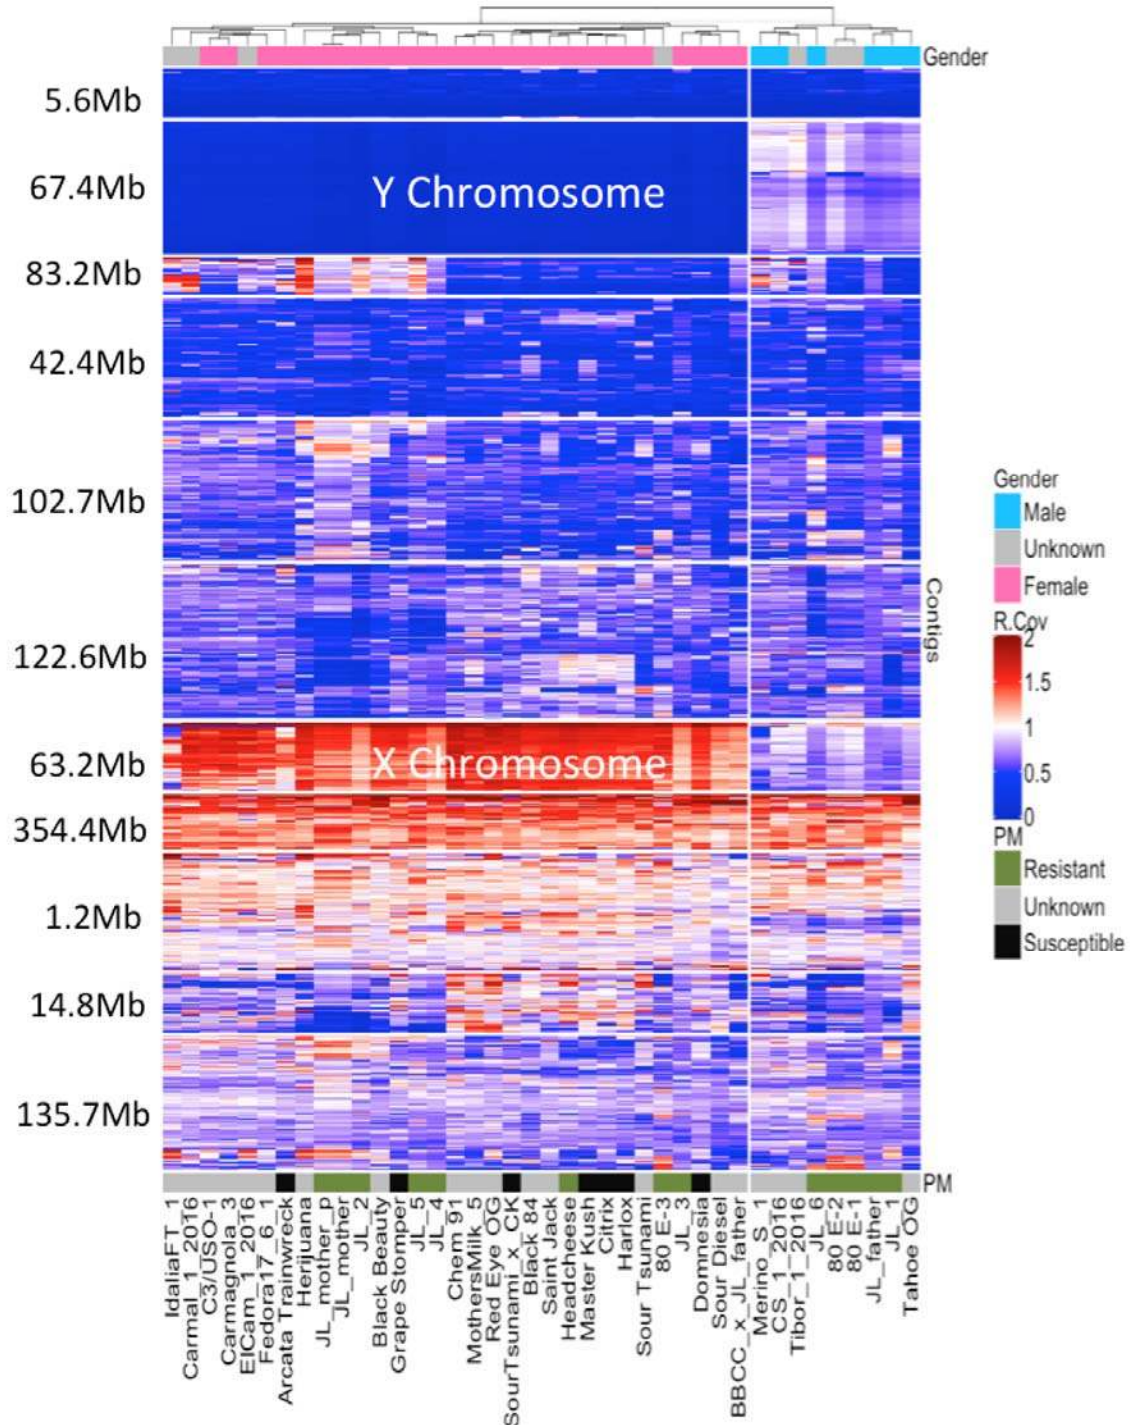 Gender
5.6Mb
Y Chromosome
67.4Mb
83.2Mb
42.4Mb
102.7Mb
122.6Mb
X Chromosome
63.2Mb
354.4Mb
1.2Mb
14.8Mb
135.7Mb
Contigs
Gender
Male
Unknown
Female
R.Cov
2
1.5
1
0.5
0
PM
Resistant
Unknown
Susceptible
PM
IdaliaFT_1
Carmal_1_2016
C3/USO-1
Carmagnola_3
ElCam_1_2016
Fedora17_6_1
Arcata Trainwreck
Herijuana
JL_mother_p
JL_mother
JL_2
Black Beauty
Grape Stomper
JL_5
JL_4
Chem_91
MothersMilk_5
Red Eye OG
SourTsunami_x_CK
Black_84
Saint Jack
Headcheese
Master Kush
Citrix
Harlox
Sour Tsunami
80 E-3
JL_3
Domnesia
Sour Diesel
BBCC_x_JL_father
Merino_S_1
CS_1_2016
Tibor_1_2016
JL_6
80 E-2
80 E-1
JL_father
JL_1
Tahoe OG